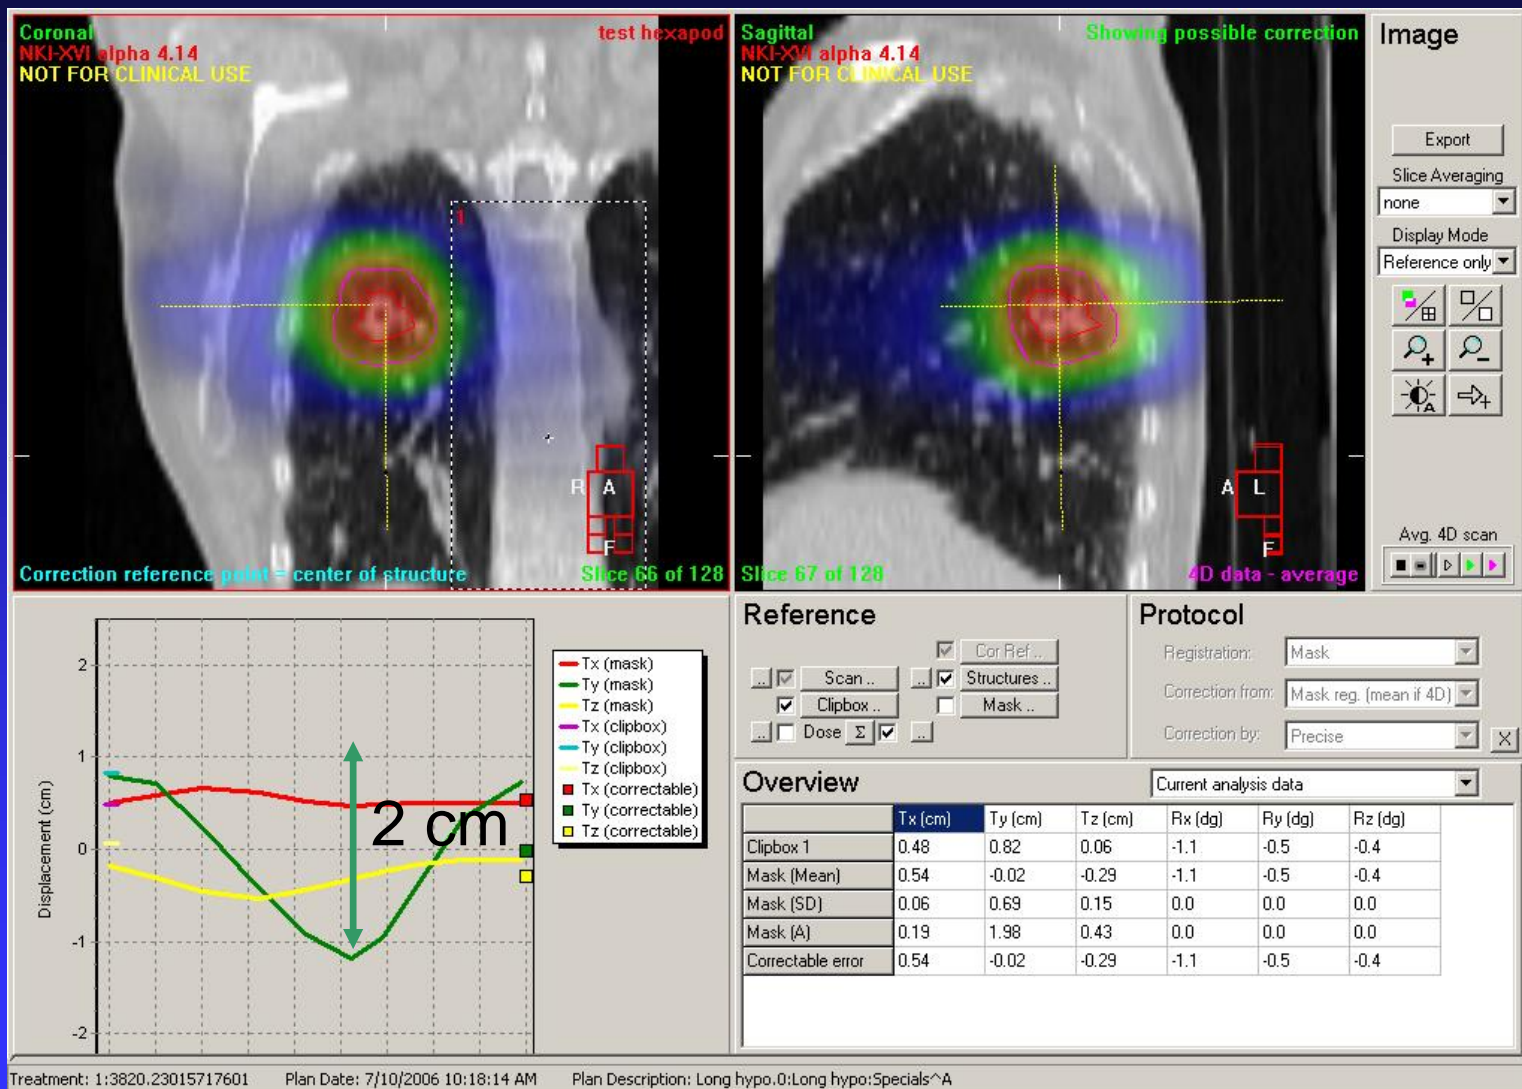 Coronal
test hexapod
NKI-XVI alpha 4.14
NOT FOR CLINICAL USE
1
R A
F
Correction reference point = center of structure
Slice 66 of 128
Sagittal
Showing possible correction
NKI-XVI alpha 4.14
NOT FOR CLINICAL USE
A L
F
Slice 67 of 128
4D data - average
Image
Export
Slice Averaging
none
Display Mode
Reference only
A
Avg. 4D scan
Displacement (cm)
2
1
0
-1
-2
2 cm
Tx (mask)
Ty (mask)
Tz (mask)
Tx (clipbox)
Ty (clipbox)
Tz (clipbox)
Tx (correctable)
Ty (correctable)
Tz (correctable)
Reference
Cor Ref ..
.. Scan .. .. Structures ..
Clipbox .. Mask ..
.. Dose Σ ..
Protocol
Registration: Mask
Correction from: Mask reg. (mean if 4D)
Correction by: Precise
X
Overview
Current analysis data
Tx (cm) Ty (cm) Tz (cm) Rx (dg) Ry (dg) Rz (dg)
Clipbox 1 0.48 0.82 0.06 -1.1 -0.5 -0.4
Mask (Mean) 0.54 -0.02 -0.29 -1.1 -0.5 -0.4
Mask (SD) 0.06 0.69 0.15 0.0 0.0 0.0
Mask (A) 0.19 1.98 0.43 0.0 0.0 0.0
Correctable error 0.54 -0.02 -0.29 -1.1 -0.5 -0.4
Treatment: 1:3820.23015717601 Plan Date: 7/10/2006 10:18:14 AM Plan Description: Long hypo.0:Long hypo:Specials^A